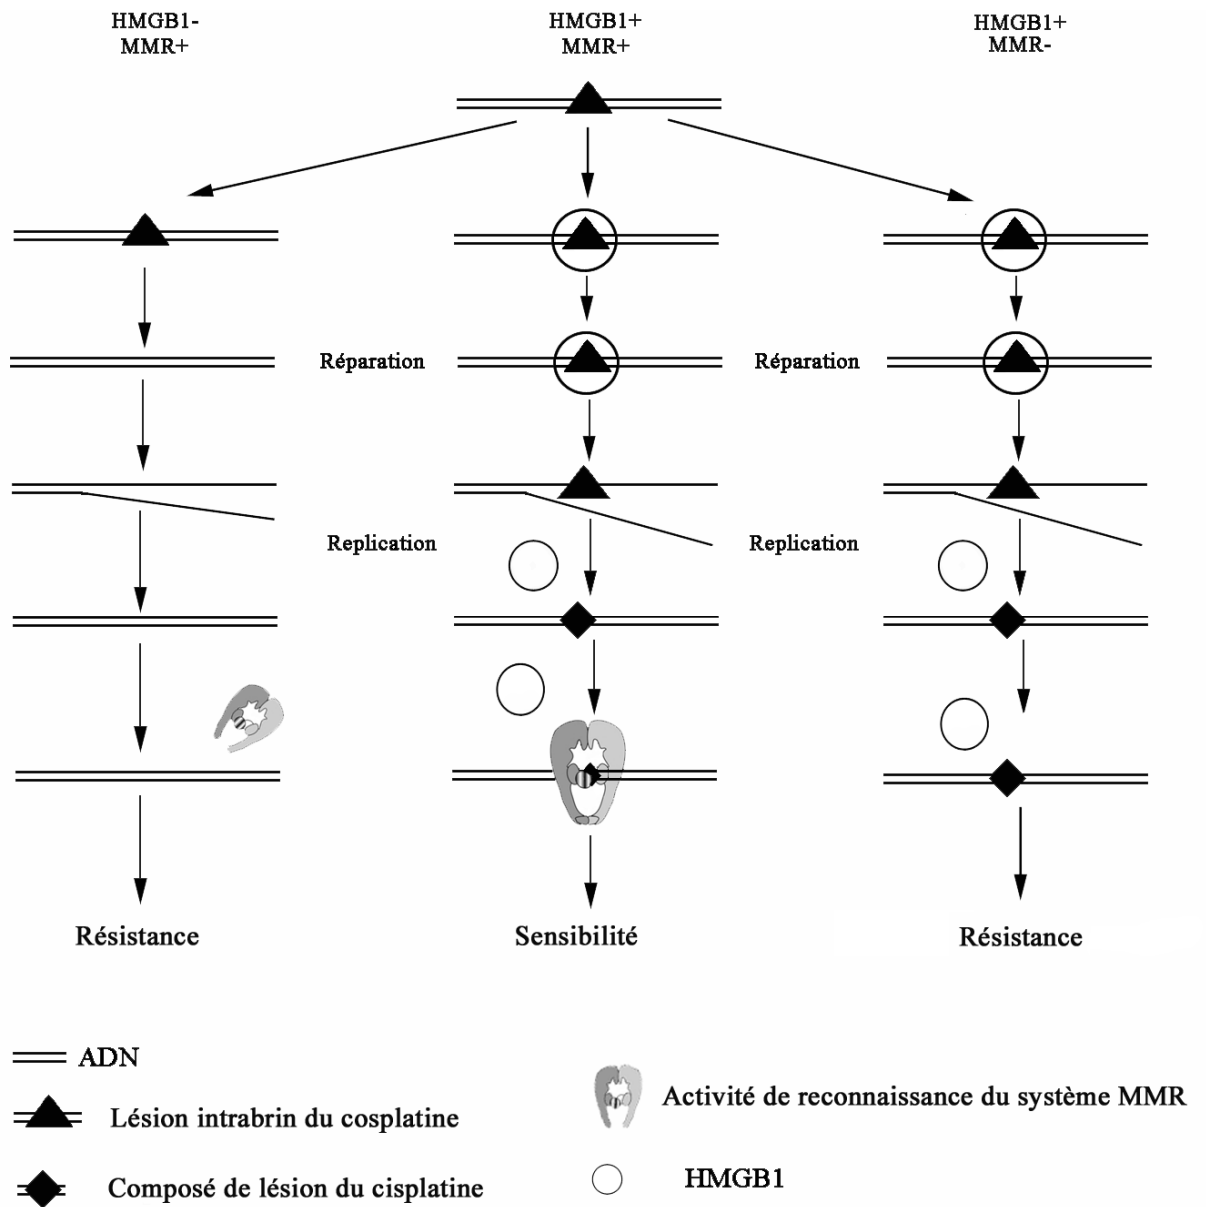 HMGB1-
MMR+
HMGB1+
MMR+
HMGB1+
MMR-
Réparation
Réparation
Replication
Replication
Résistance
Sensibilité
Résistance
ADN
Lésion intrabrin du cosplatine
Composé de lésion du cisplatine
Activité de reconnaissance du système MMR
HMGB1